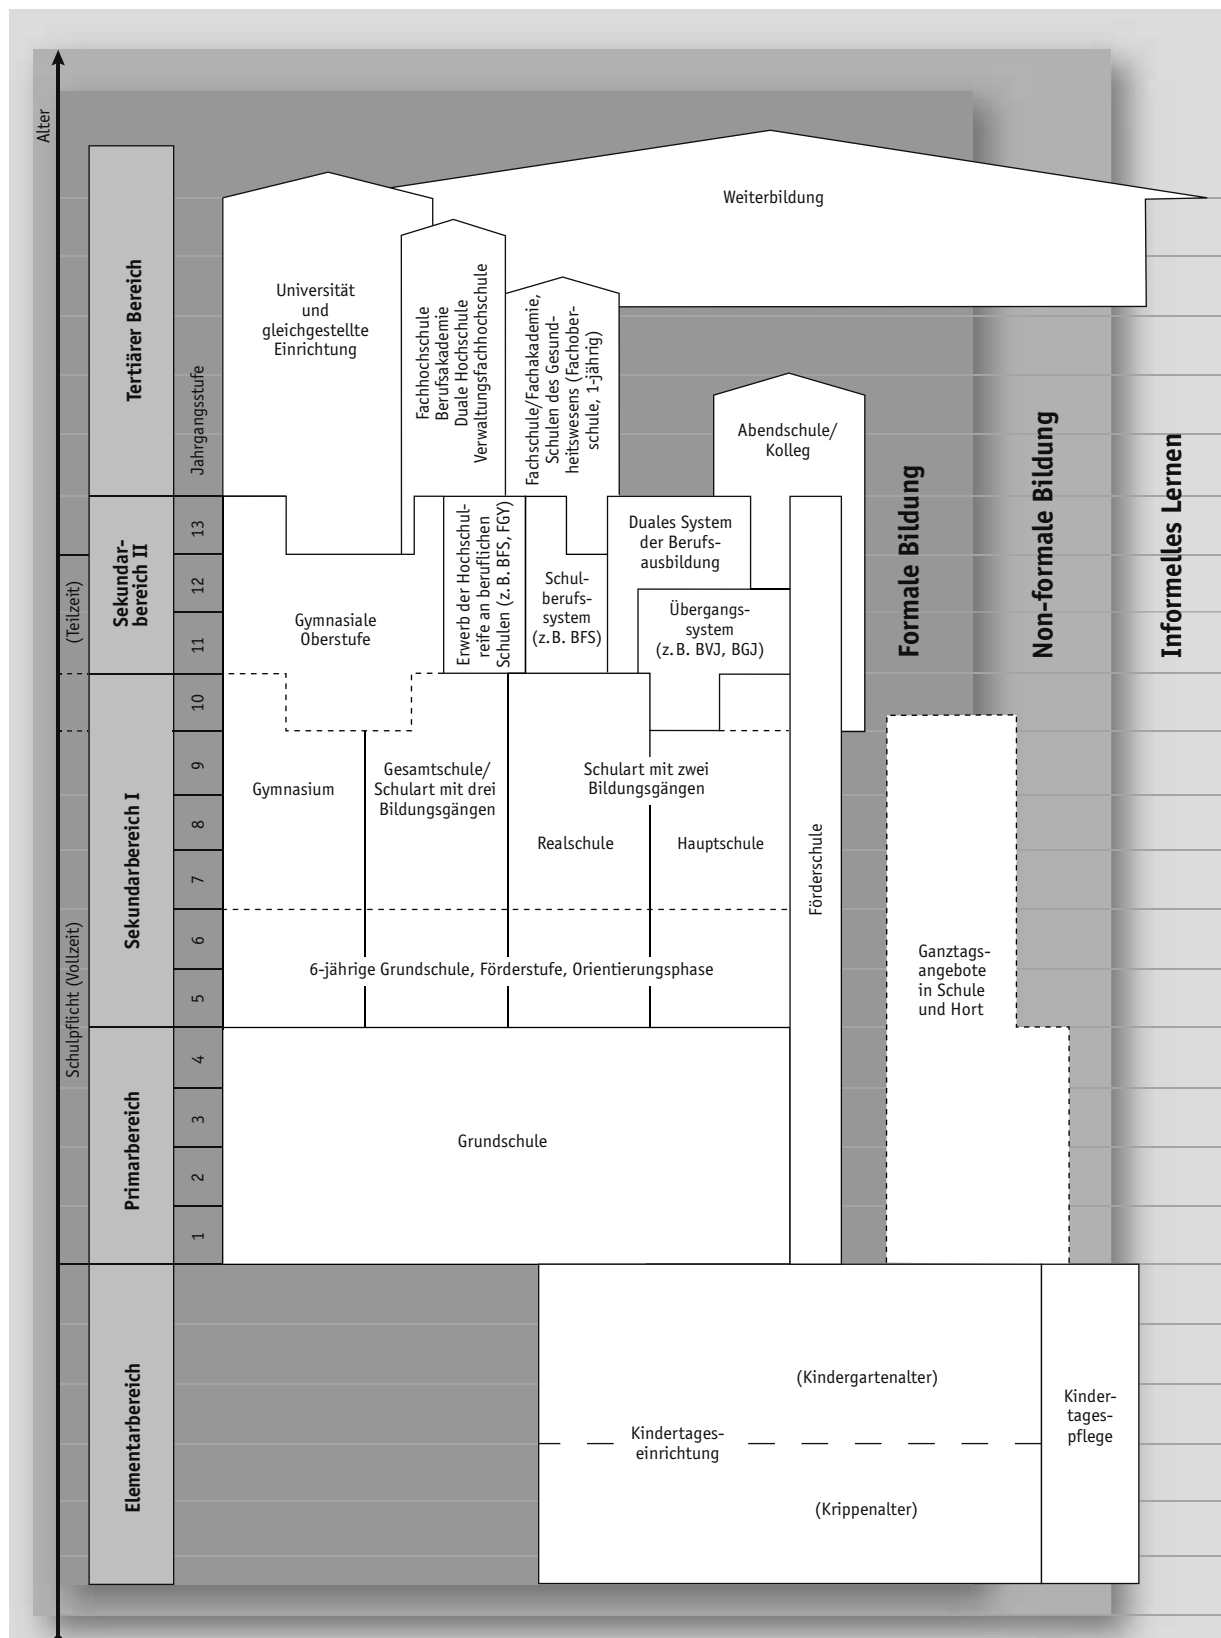 Alter
Weiterbildung
Tertiärer Bereich
Jahrgangsstufe
Universität
und
gleichgestellte
Einrichtung
Fachhochschule
Berufsakademie
Duale Hochschule
Verwaltungsfachhochschule
Fachschule/Fachakademie,
Schulen des Gesund-
heitswesens (Fachober-
schule, 1-jährig)
Abendschule/
Kolleg
Formale Bildung
Non-formale Bildung
Informelles Lernen
(Teilzeit)
Sekundar-
bereich II
13
12
11
Gymnasiale
Oberstufe
Erwerb der Hochschul-
reife an beruflichen
Schulen (z. B. BFS, FGY)
Schul-
berufs-
system
(z. B. BFS)
Duales System
der Berufs-
ausbildung
Übergangs-
system
(z. B. BVJ, BGJ)
Schulpflicht (Vollzeit)
Sekundarbereich I
10
9
8
7
6
5
Gymnasium
Gesamtschule/
Schulart mit drei
Bildungsgängen
Schulart mit zwei
Bildungsgängen
Realschule
Hauptschule
Förderschule
6-jährige Grundschule, Förderstufe, Orientierungsphase
Ganztags-
angebote
in Schule
und Hort
Primarbereich
4
3
2
1
Grundschule
Elementarbereich
(Kindergartenalter)
Kindertages-
einrichtung
(Krippenalter)
Kinder-
tages-
pflege